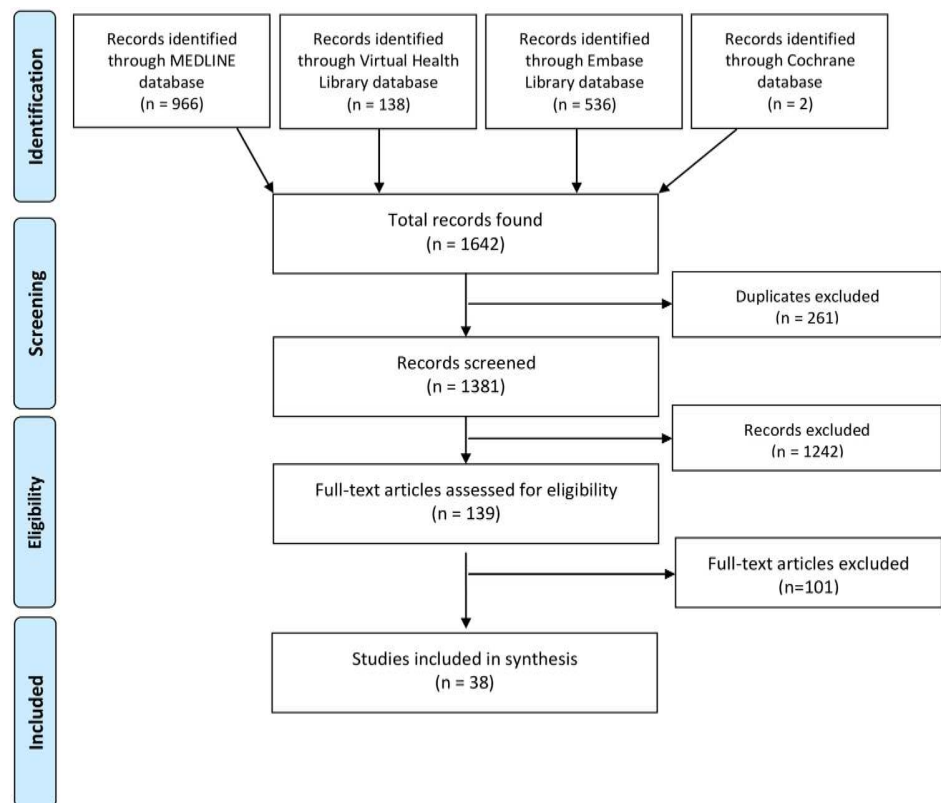 Identification
Records identified
through MEDLINE
database
(n = 966)
Records identified
through Virtual Health
Library database
(n = 138)
Records identified
through Embase
Library database
(n = 536)
Records identified
through Cochrane
database
(n = 2)
Total records found
(n = 1642)
Screening
Duplicates excluded
(n = 261)
Records screened
(n = 1381)
Records excluded
(n = 1242)
Eligibility
Full-text articles assessed for eligibility
(n = 139)
Full-text articles excluded
(n=101)
Included
Studies included in synthesis
(n = 38)